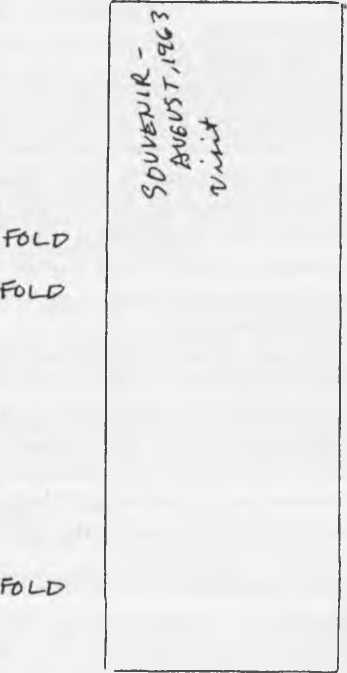 SOUVENIR -
AUGUST, 1963
Visit
FOLD
FOLD
FOLD